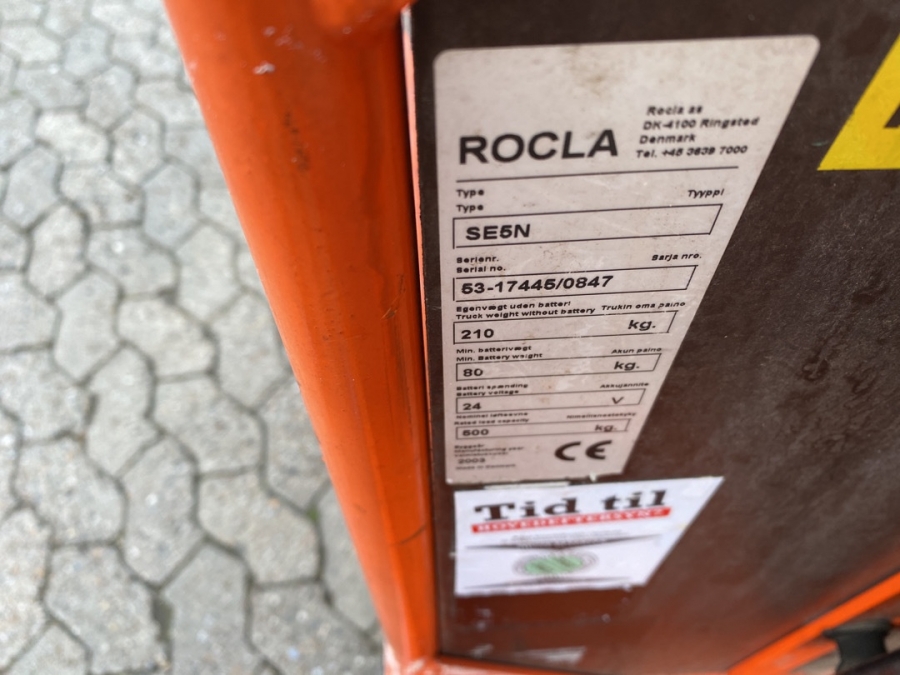 ROCLA
Rocla as
DK-4100 Ringsted
Denmark
Tel. +45 3639 7000
Type Tyyppi
Type
SE5N
Serienr. Sarja nro.
Serial no.
53-17445/0847
Egenvægt uden batteri Trukin oma paino
Truck weight without battery
210 kg.
Min. batterivægt Akun paino
Min. Battery weight
80 kg.
Batteri spænding Akkujännite
Battery voltage
24 V
Rated load capacity
500 kg.
CE
Tid til
HOVEDEFTERSYN?